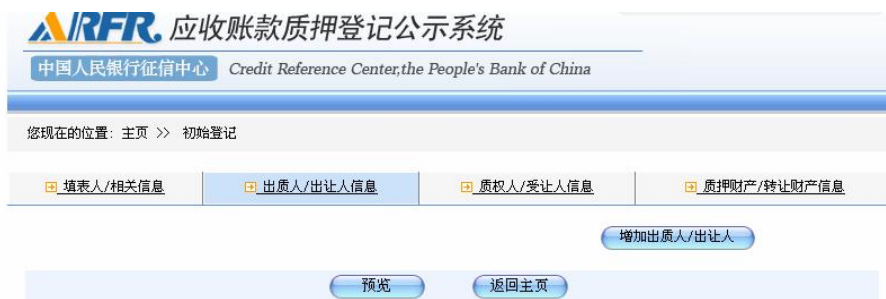 ARFR 应收账款质押登记公示系统
中国人民银行征信中心 Credit Reference Center,the People's Bank of China
您现在的位置: 主页 >> 初始登记
填表人/相关信息 出质人/出让人信息 质权人/受让人信息 质押财产/转让财产信息
增加出质人/出让人
预览 返回主页